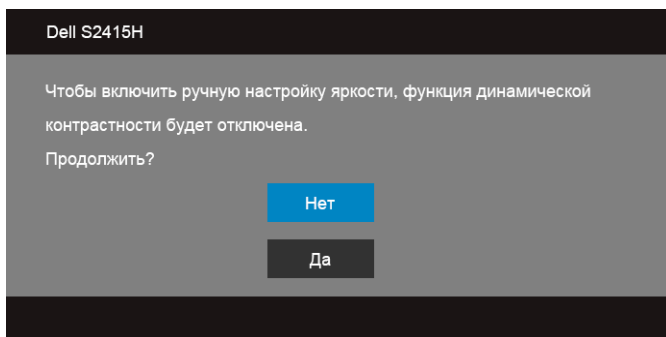 Dell S2415H
Чтобы включить ручную настройку яркости, функция динамической
контрастности будет отключена.
Продолжить?
Нет
Да